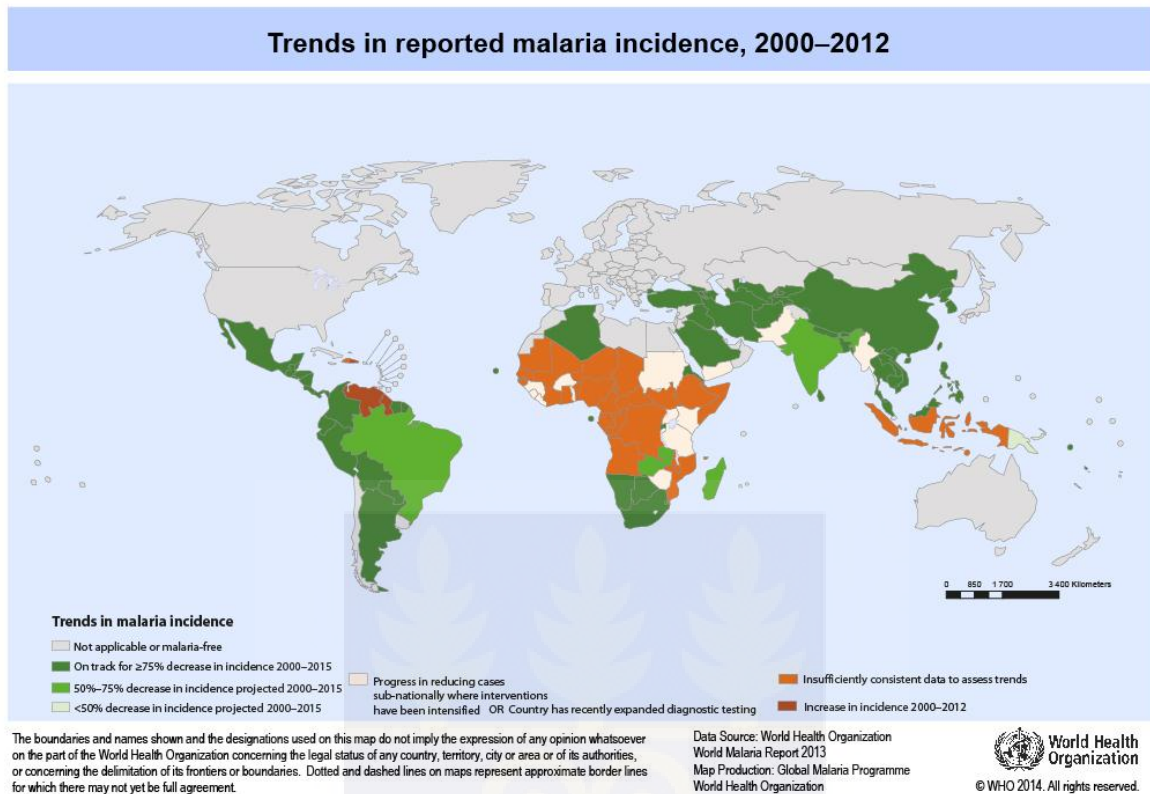 Trends in reported malaria incidence, 2000–2012
0 850 1 700 3 400 Kilometers
Trends in malaria incidence
Not applicable or malaria-free
On track for ≥75% decrease in incidence 2000–2015
50%–75% decrease in incidence projected 2000–2015
<50% decrease in incidence projected 2000–2015
Progress in reducing cases
sub-nationally where interventions
have been intensified OR Country has recently expanded diagnostic testing
Insufficiently consistent data to assess trends
Increase in incidence 2000–2012
The boundaries and names shown and the designations used on this map do not imply the expression of any opinion whatsoever
on the part of the World Health Organization concerning the legal status of any country, territory, city or area or of its authorities,
or concerning the delimitation of its frontiers or boundaries. Dotted and dashed lines on maps represent approximate border lines
for which there may not yet be full agreement.
Data Source: World Health Organization
World Malaria Report 2013
Map Production: Global Malaria Programme
World Health Organization
World Health
Organization
© WHO 2014. All rights reserved.